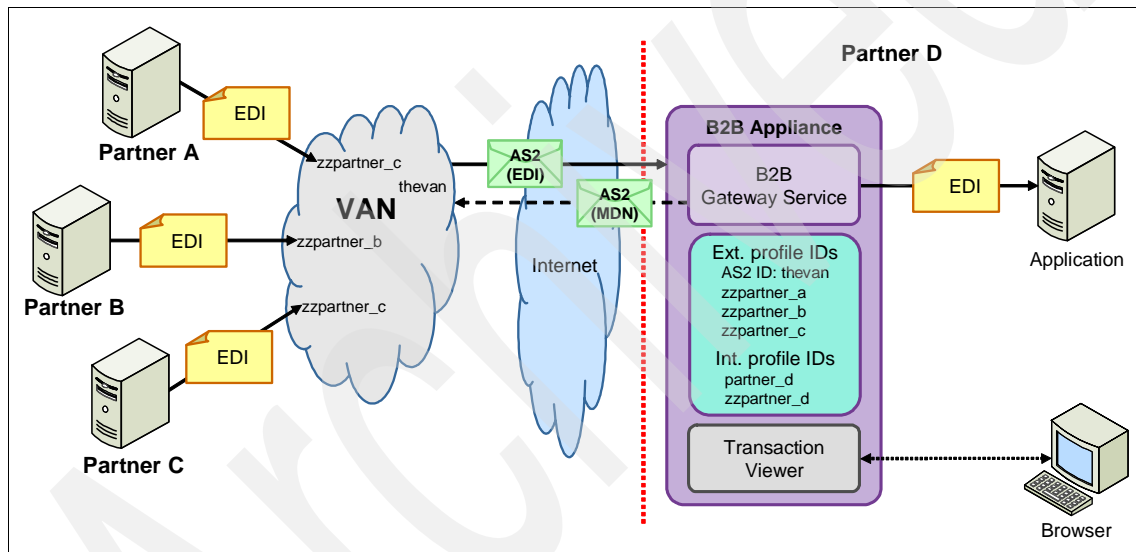 Partner D
EDI
Partner A
zzpartner_c
thevan
VAN
AS2
(EDI)
AS2
(MDN)
B2B Appliance
B2B
Gateway Service
EDI
Application
EDI
zzpartner_b
Partner B
Internet
Ext. profile IDs
AS2 ID: thevan
zzpartner_a
zzpartner_b
zzpartner_c
Int. profile IDs
partner_d
zzpartner_d
zzpartner_c
EDI
Partner C
Transaction
Viewer
Browser
Archived